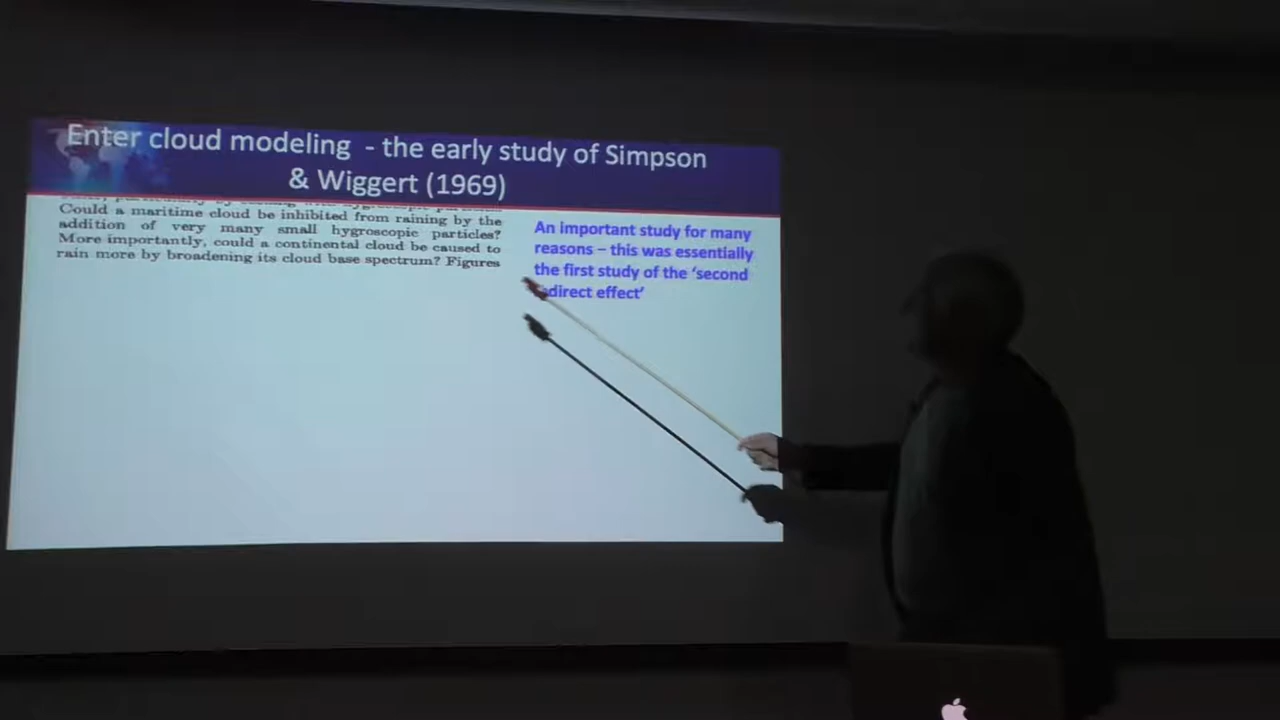 Enter cloud modeling - the early study of Simpson
& Wiggert (1969)
Could a maritime cloud be inhibited from raining by the
addition of very many small hygroscopic particles?
More importantly, could a continental cloud be caused to
rain more by broadening its cloud base spectrum? Figures
An important study for many
reasons – this was essentially
the first study of the ‘second
direct effect’